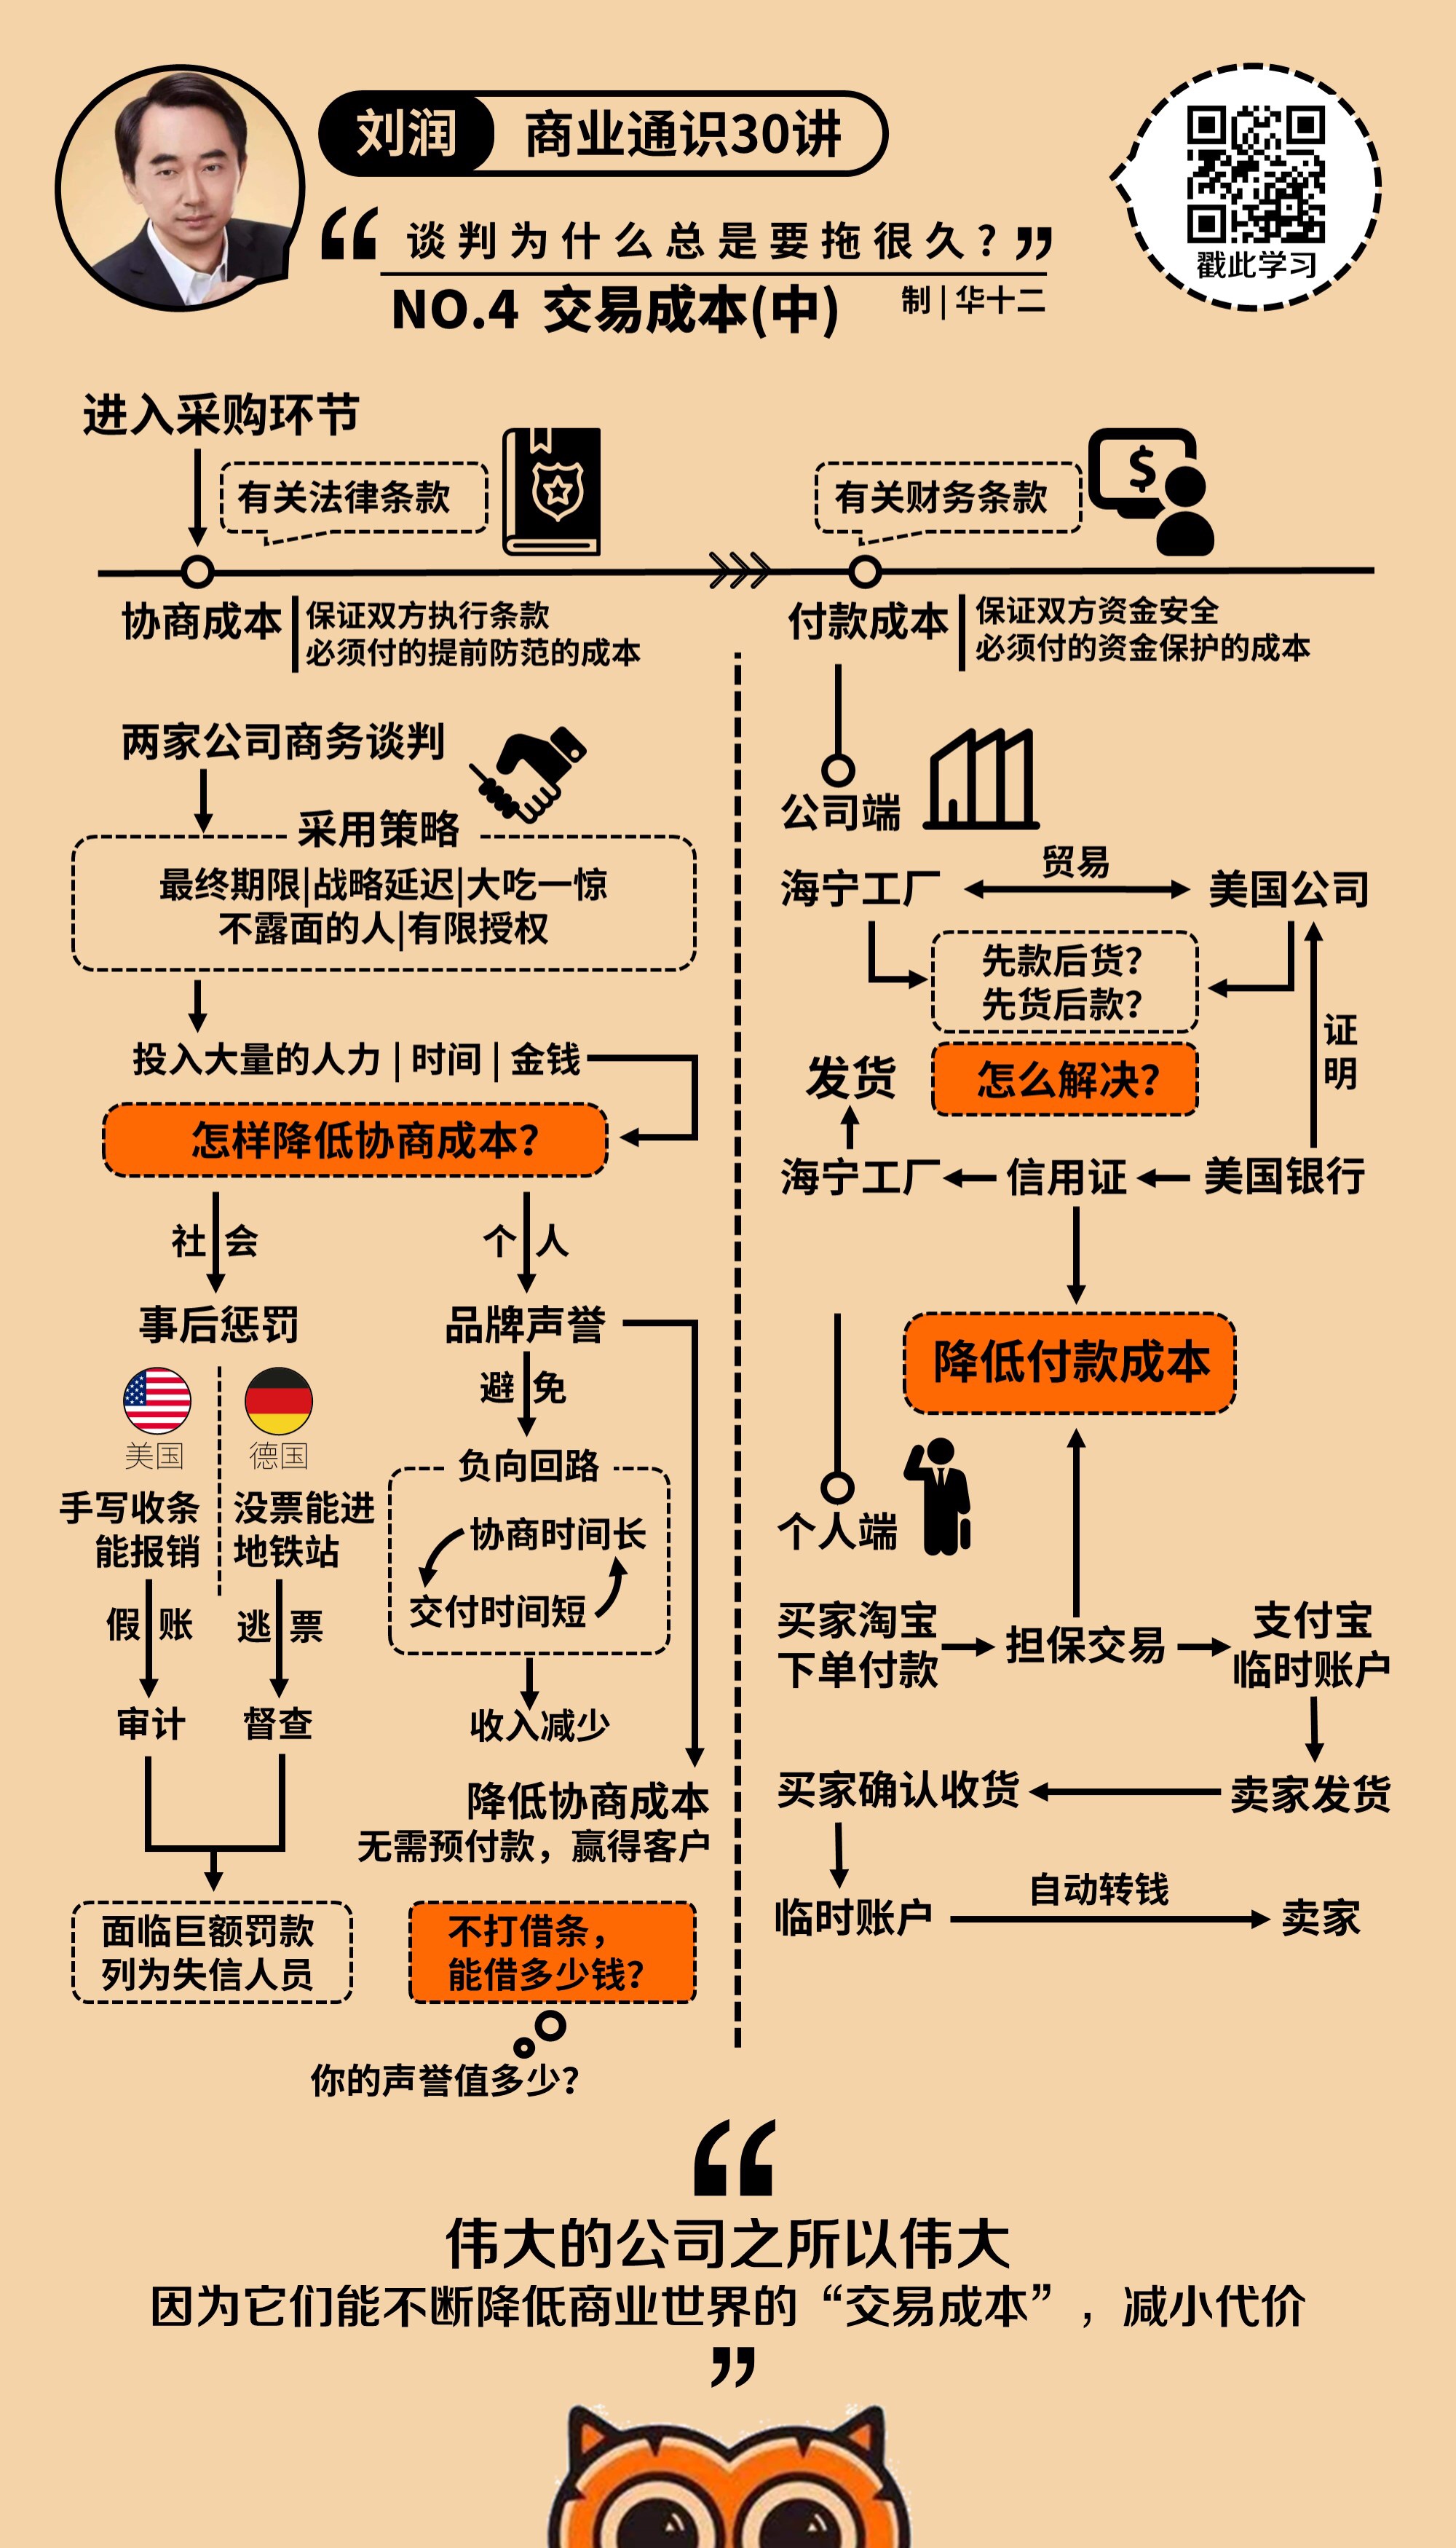 刘润 商业通识30讲
“谈判为什么总是要拖很久？”
NO.4 交易成本(中)
制|华十二
戳此学习
进入采购环节
有关法律条款
有关财务条款
$
协商成本
保证双方执行条款
必须付的提前防范的成本
付款成本
保证双方资金安全
必须付的资金保护的成本
两家公司商务谈判
采用策略
最终期限|战略延迟|大吃一惊
不露面的人|有限授权
投入大量的人力|时间|金钱
怎样降低协商成本？
社会
个人
事后惩罚
品牌声誉
美国
德国
手写收条
能报销
没票能进
地铁站
假账
逃票
审计
督查
面临巨额罚款
列为失信人员
避免
负向回路
协商时间长
交付时间短
收入减少
降低协商成本
无需预付款，赢得客户
不打借条，
能借多少钱？
你的声誉值多少？
公司端
海宁工厂
贸易
美国公司
先款后货？
先货后款？
怎么解决？
证明
发货
海宁工厂
信用证
美国银行
降低付款成本
个人端
买家淘宝
下单付款
担保交易
支付宝
临时账户
卖家发货
买家确认收货
临时账户
自动转钱
卖家
“
伟大的公司之所以伟大
因为它们能不断降低商业世界的“交易成本”，减小代价
”